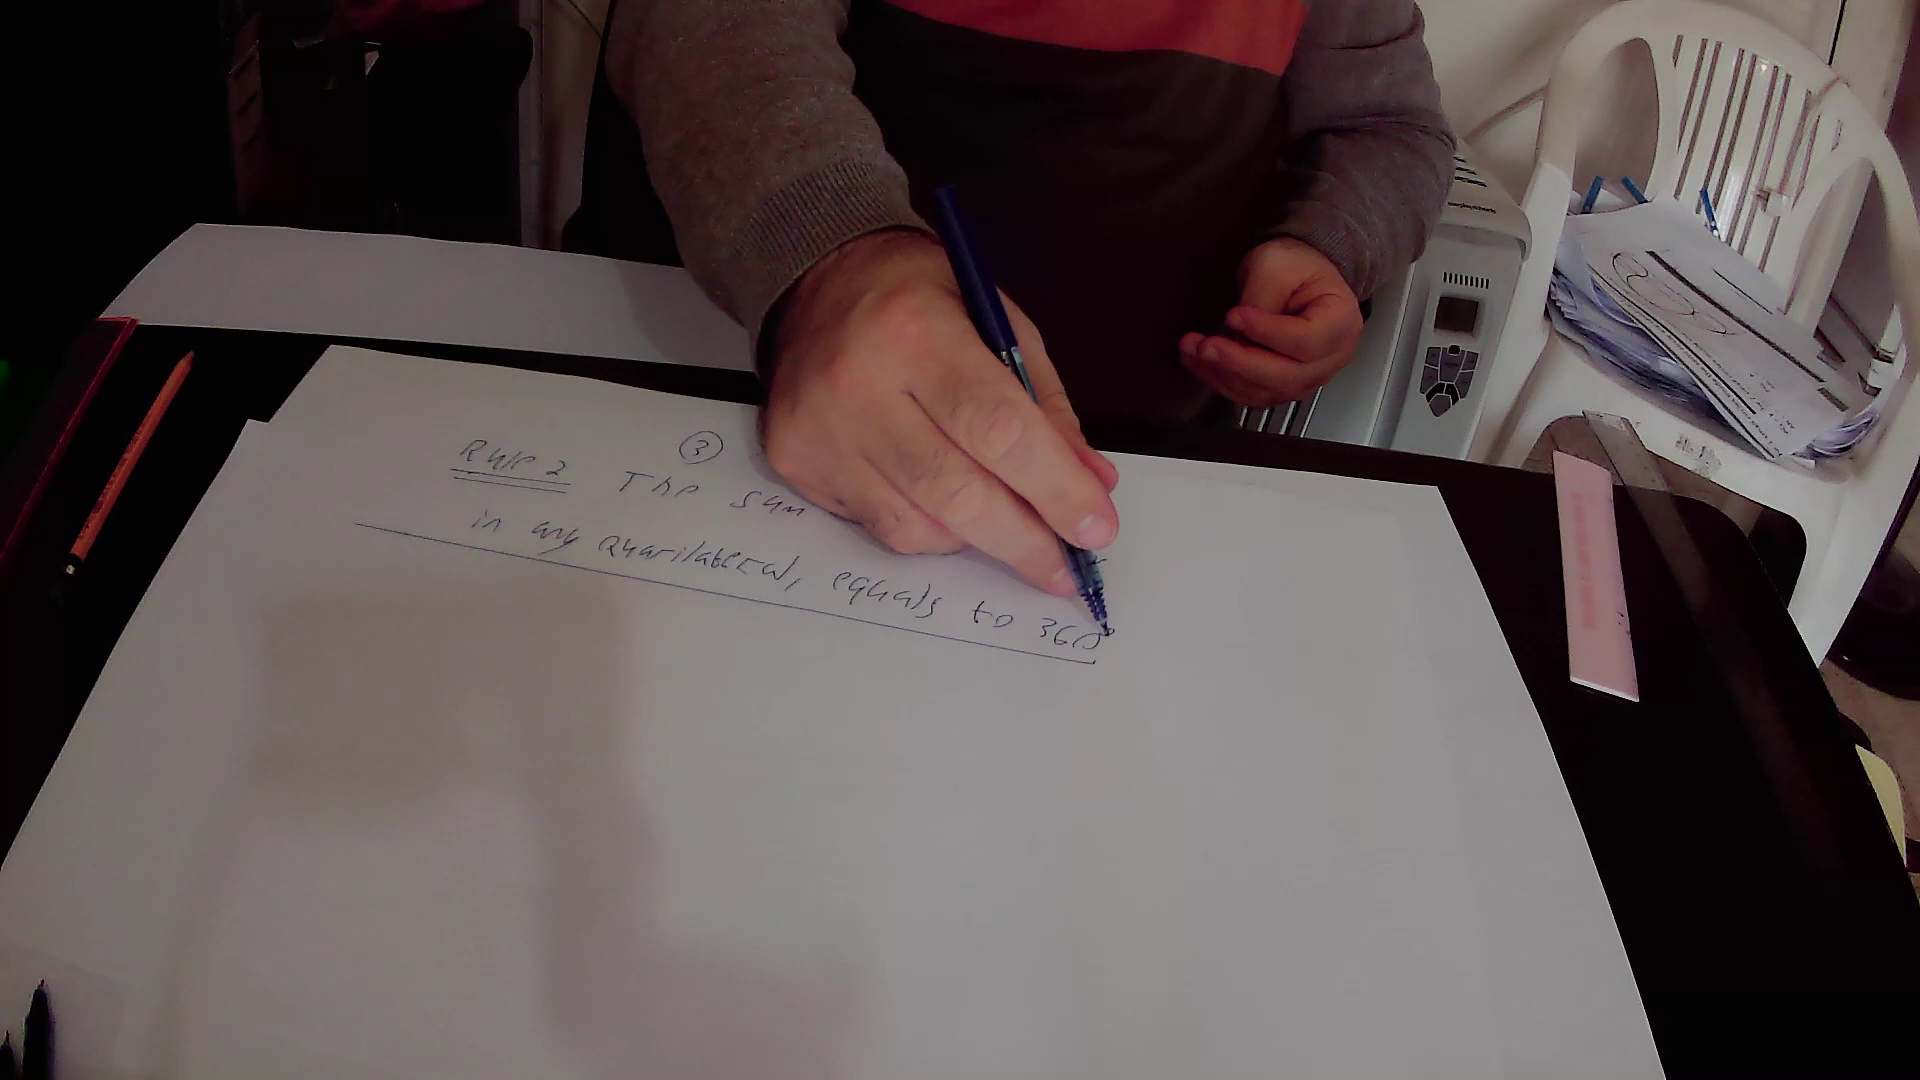 3
Rule 2 The sum
in any Quarilateral, equals to 360°